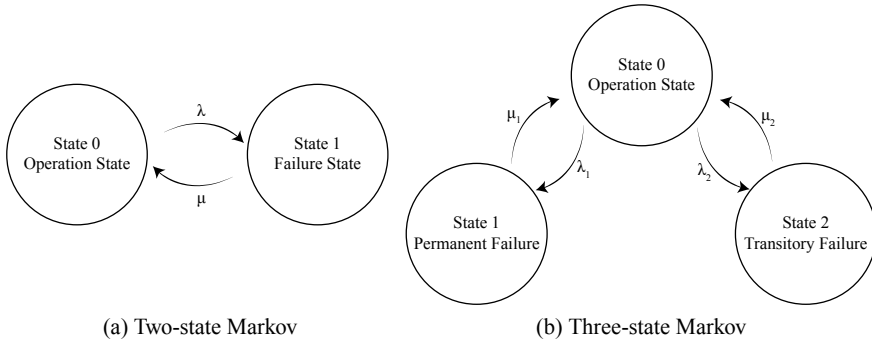 State 0
Operation State
λ
μ
State 1
Failure State
(a) Two-state Markov
State 0
Operation State
μ1
λ1
λ2
μ2
State 1
Permanent Failure
State 2
Transitory Failure
(b) Three-state Markov